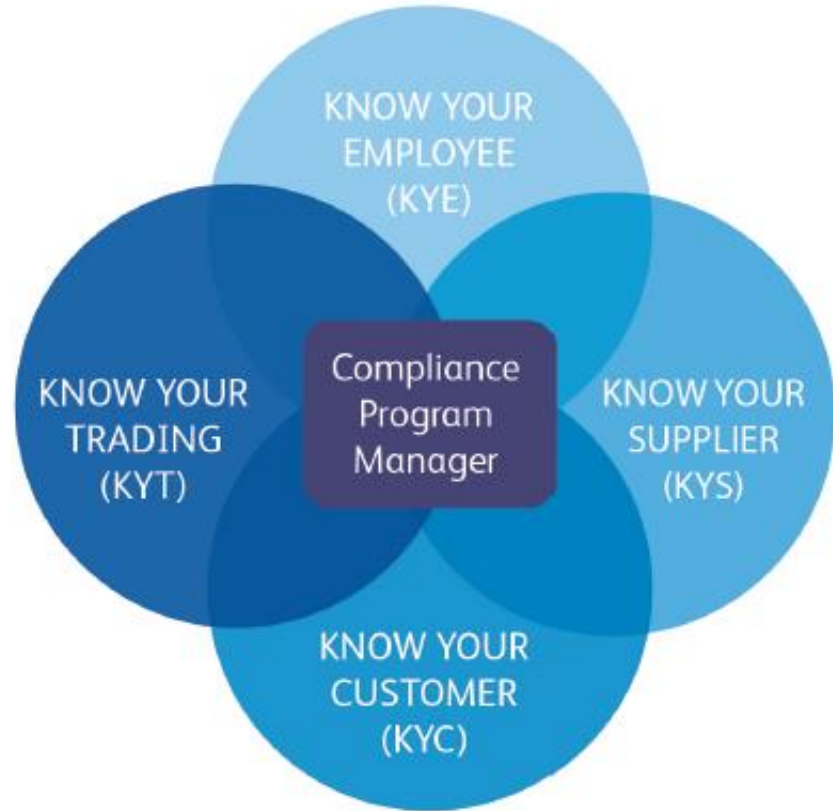 KNOW YOUR
EMPLOYEE
(KYE)
KNOW YOUR
TRADING
(KYT)
Compliance
Program
Manager
KNOW YOUR
SUPPLIER
(KYS)
KNOW YOUR
CUSTOMER
(KYC)